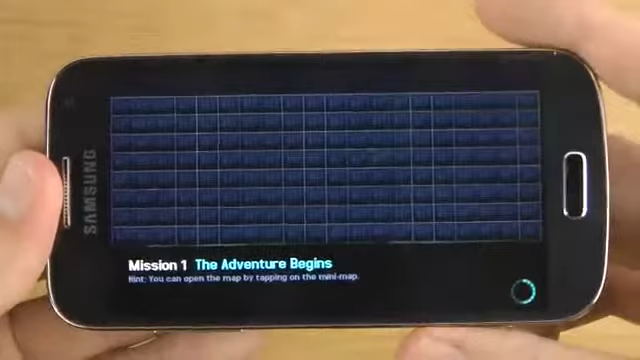 SAMSUNG
Mission 1 The Adventure Begins
Hint: You can open the map by tapping on the mini-map.